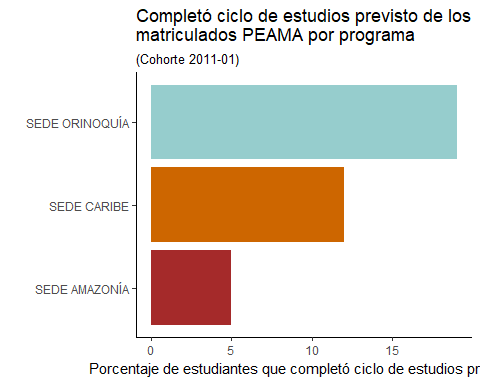 Completó ciclo de estudios previsto de los
matriculados PEAMA por programa
(Cohorte 2011-01)
SEDE ORINOQUÍA
SEDE CARIBE
SEDE AMAZONÍA
0 5 10 15
Porcentaje de estudiantes que completó ciclo de estudios pr